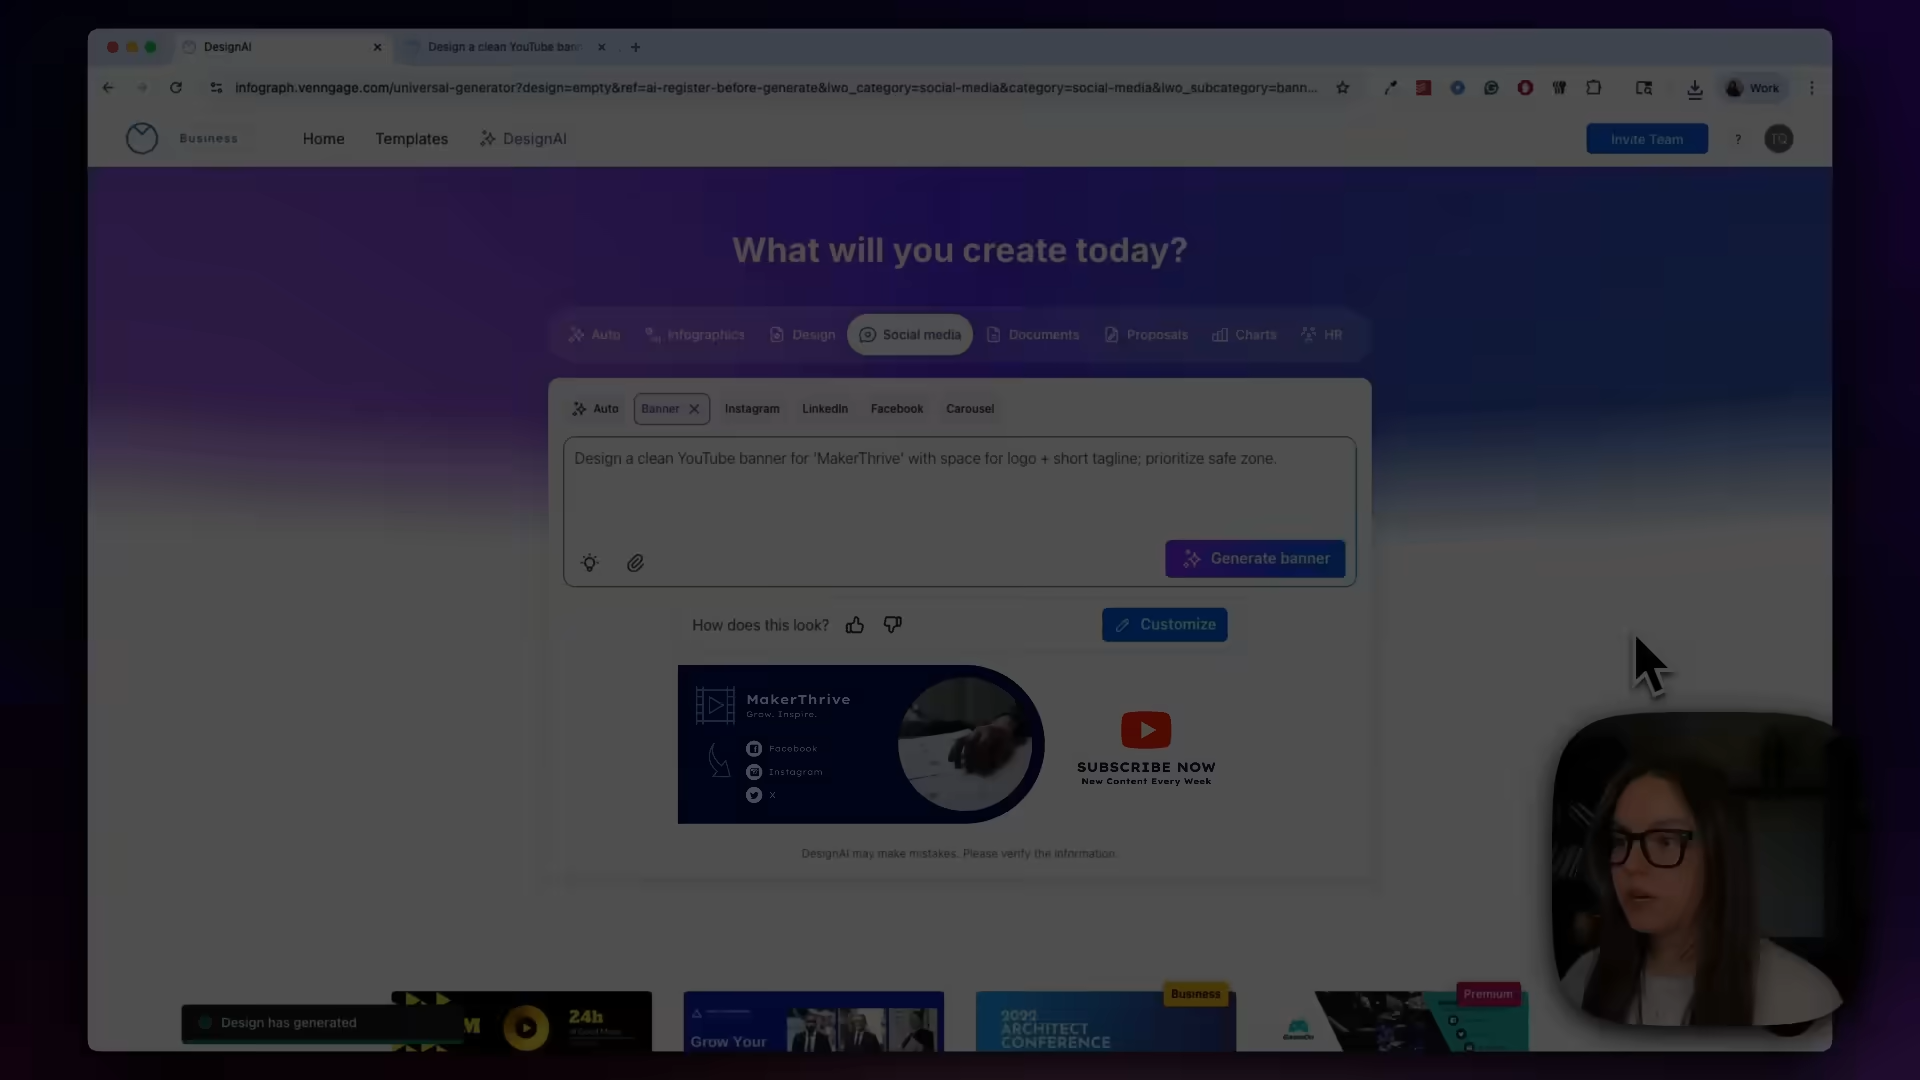 DesignAI
Design a clean YouTube ban
infograph.venngage.com/universal-generator?design=empty&ref=ai-register-before-generate&lwo_category=social-media&category=social-media&lwo_subcategory=bann...
Work
Business
Home
Templates
DesignAI
Invite Team
?
What will you create today?
Auto
Infographics
Design
Social media
Documents
Proposals
Charts
HR
Auto
Banner
Instagram
LinkedIn
Facebook
Carousel
Design a clean YouTube banner for 'MakerThrive' with space for logo + short tagline; prioritize safe zone.
Generate banner
How does this look?
Customize
MakerThrive
Grow. Inspire.
Facebook
Instagram
X
SUBSCRIBE NOW
New Content Every Week
DesignAI may make mistakes. Please verify the information.
Design has generated
24h
of Good Music
Grow Your
Business
2022
ARCHITECT
CONFERENCE
Premium